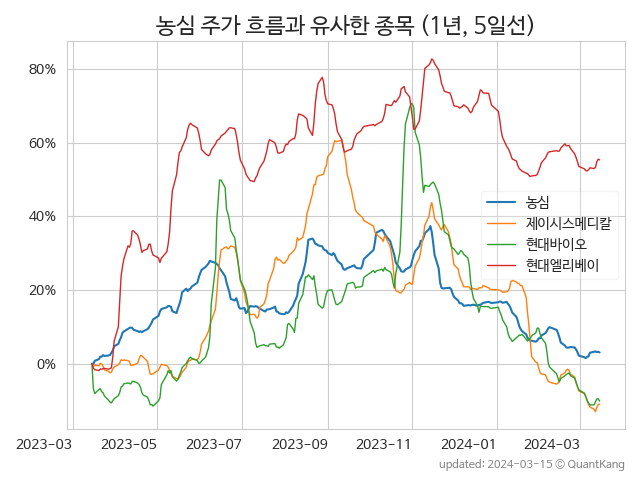 농심 주가 흐름과 유사한 종목 (1년, 5일선)
80%
60%
40%
20%
0%
농심
제이시스메디칼
현대바이오
현대엘리베이
2023-03 2023-05 2023-07 2023-09 2023-11 2024-01 2024-03
updated: 2024-03-15 © QuantKang